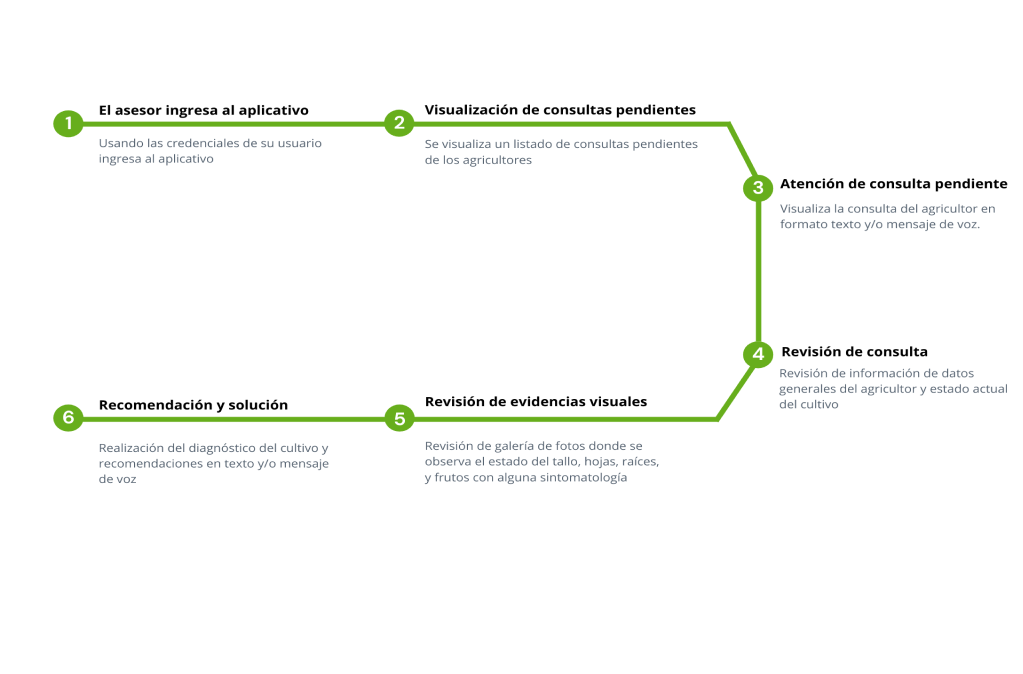 1
El asesor ingresa al aplicativo
Usando las credenciales de su usuario
ingresa al aplicativo
2
Visualización de consultas pendientes
Se visualiza un listado de consultas pendientes
de los agricultores
3
Atención de consulta pendiente
Visualiza la consulta del agricultor en
formato texto y/o mensaje de voz.
4
Revisión de consulta
Revisión de información de datos
generales del agricultor y estado actual
del cultivo
5
Revisión de evidencias visuales
Revisión de galería de fotos donde se
observa el estado del tallo, hojas, raíces,
y frutos con alguna sintomatología
6
Recomendación y solución
Realización del diagnóstico del cultivo y
recomendaciones en texto y/o mensaje
de voz